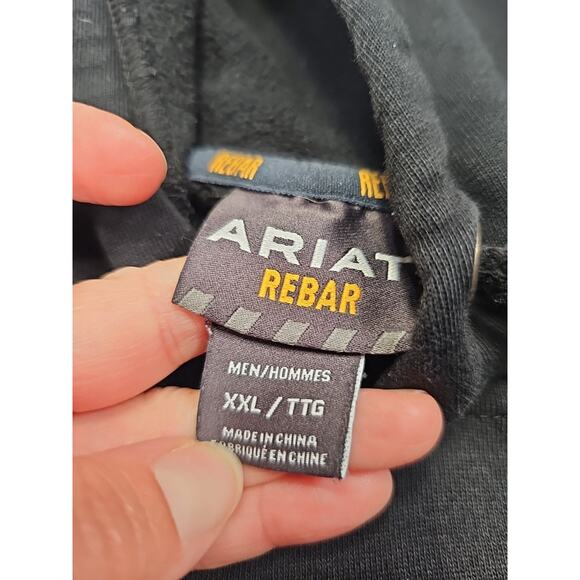 REBAR
ARIAT
REBAR
MEN/HOMMES
XXL / TTG
MADE IN CHINA
FABRIQUÉ EN CHINE